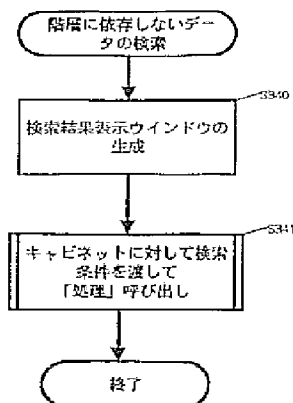 階層に依存しないデー
タの検索
S340
検索結果表示ウインドウの
生成
S341
キャビネットに対して検索
条件を渡して
「処理」呼び出し
終了